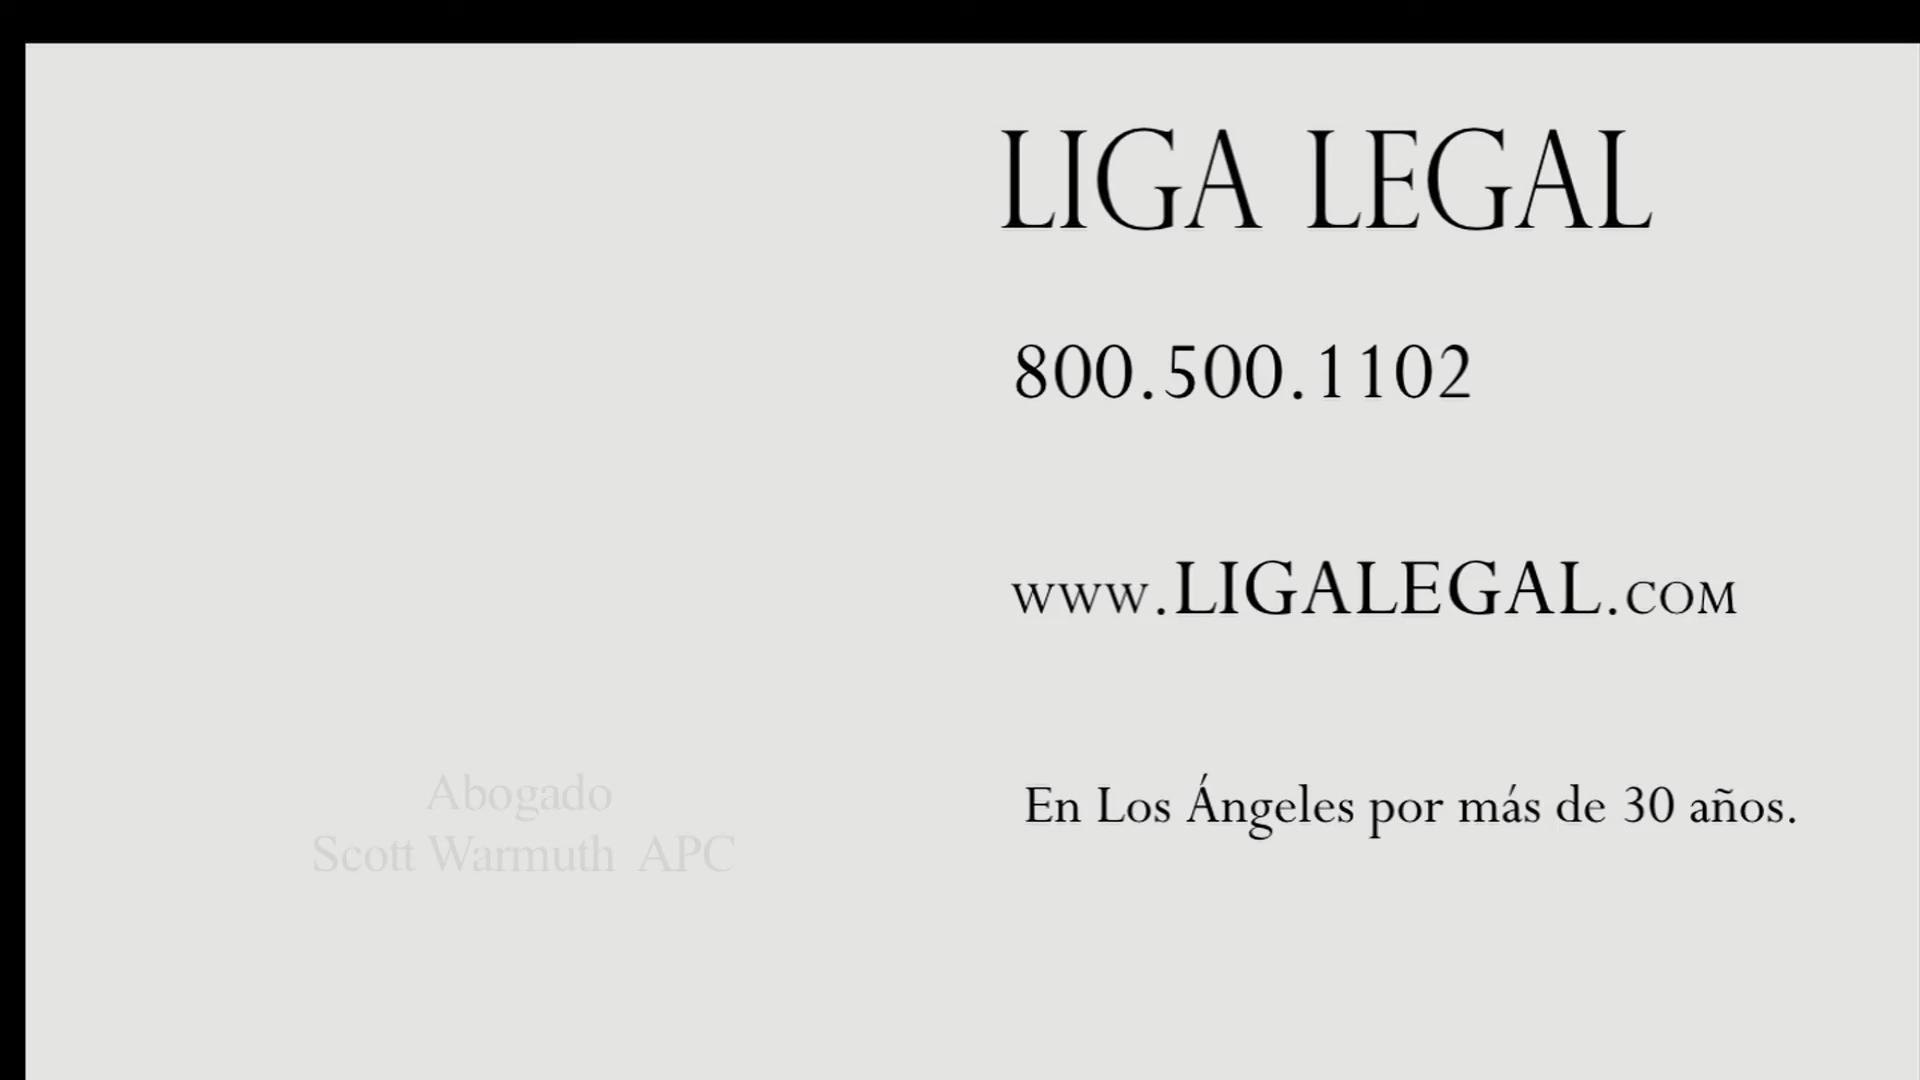 LIGA LEGAL
800.500.1102
www.LIGALEGAL.COM
En Los Ángeles por más de 30 años.
Abogado
Scott Warmuth APC